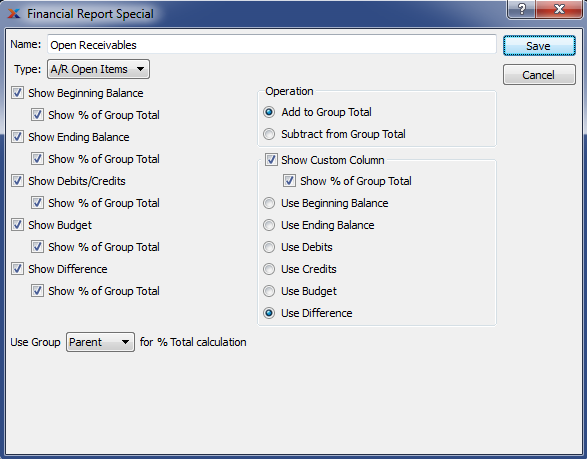 Financial Report Special
Name: Open Receivables
Save
Type: A/R Open Items
Cancel
Show Beginning Balance
Show % of Group Total
Show Ending Balance
Show % of Group Total
Show Debits/Credits
Show % of Group Total
Show Budget
Show % of Group Total
Show Difference
Show % of Group Total
Operation
Add to Group Total
Subtract from Group Total
Show Custom Column
Show % of Group Total
Use Beginning Balance
Use Ending Balance
Use Debits
Use Credits
Use Budget
Use Difference
Use Group Parent for % Total calculation